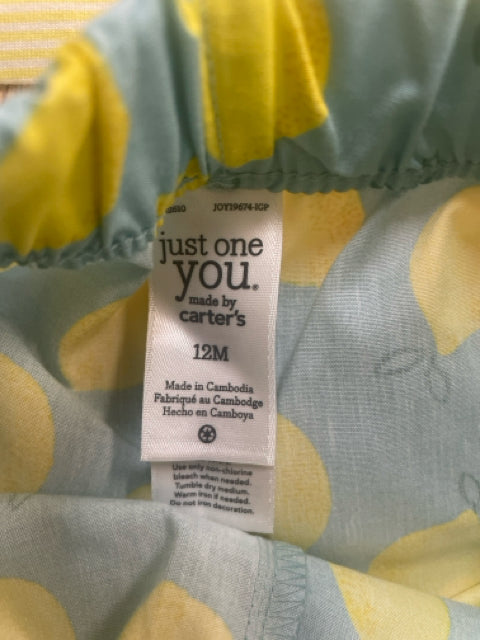 JOY19674-IGP
just one
you.®
made by
carter's
12M
Made in Cambodia
Fabriqué au Cambodge
Hecho en Camboya
Use only non-chlorine
bleach when needed.
Tumble dry medium.
Warm iron if needed.
Do not iron decoration.